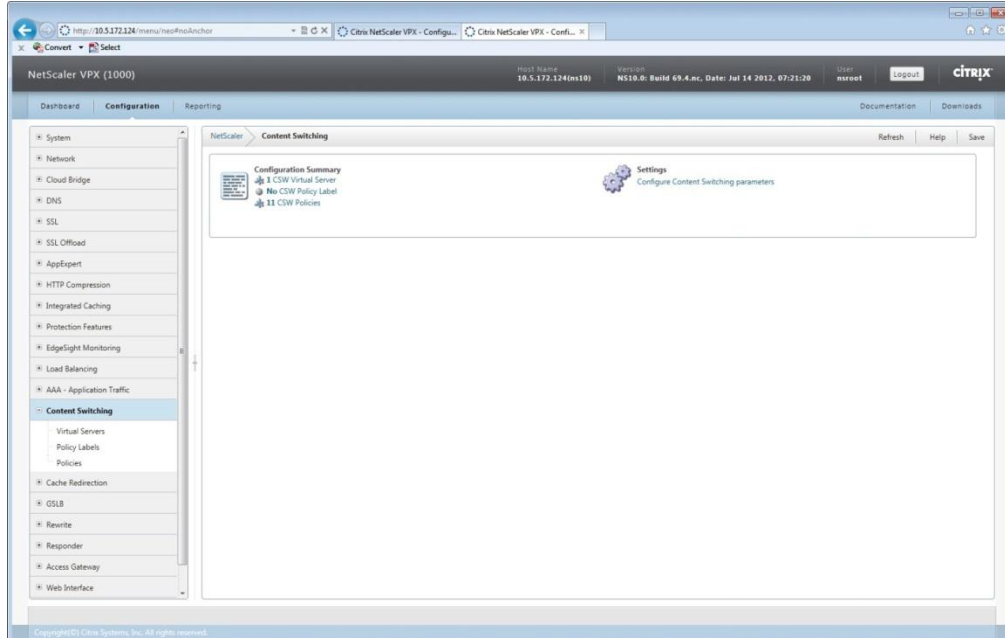 http://10.5.172.124/menu/neo#noAnchor
Citrix NetScaler VPX - Configu...
Citrix NetScaler VPX - Confi...
Convert
Select
NetScaler VPX (1000)
Host Name
10.5.172.124(ns10)
Version
NS10.0: Build 69.4.nc, Date: Jul 14 2012, 07:21:20
User
nsroot
Logout
CITRIX
Dashboard
Configuration
Reporting
Documentation
Downloads
System
Network
Cloud Bridge
DNS
SSL
SSL Offload
AppExpert
HTTP Compression
Integrated Caching
Protection Features
EdgeSight Monitoring
Load Balancing
AAA - Application Traffic
Content Switching
Virtual Servers
Policy Labels
Policies
Cache Redirection
GSLB
Rewrite
Responder
Access Gateway
Web Interface
NetScaler
Content Switching
Refresh
Help
Save
Configuration Summary
1 CSW Virtual Server
No CSW Policy Label
11 CSW Policies
Settings
Configure Content Switching parameters
Copyright(C) Citrix Systems, Inc. All rights reserved.